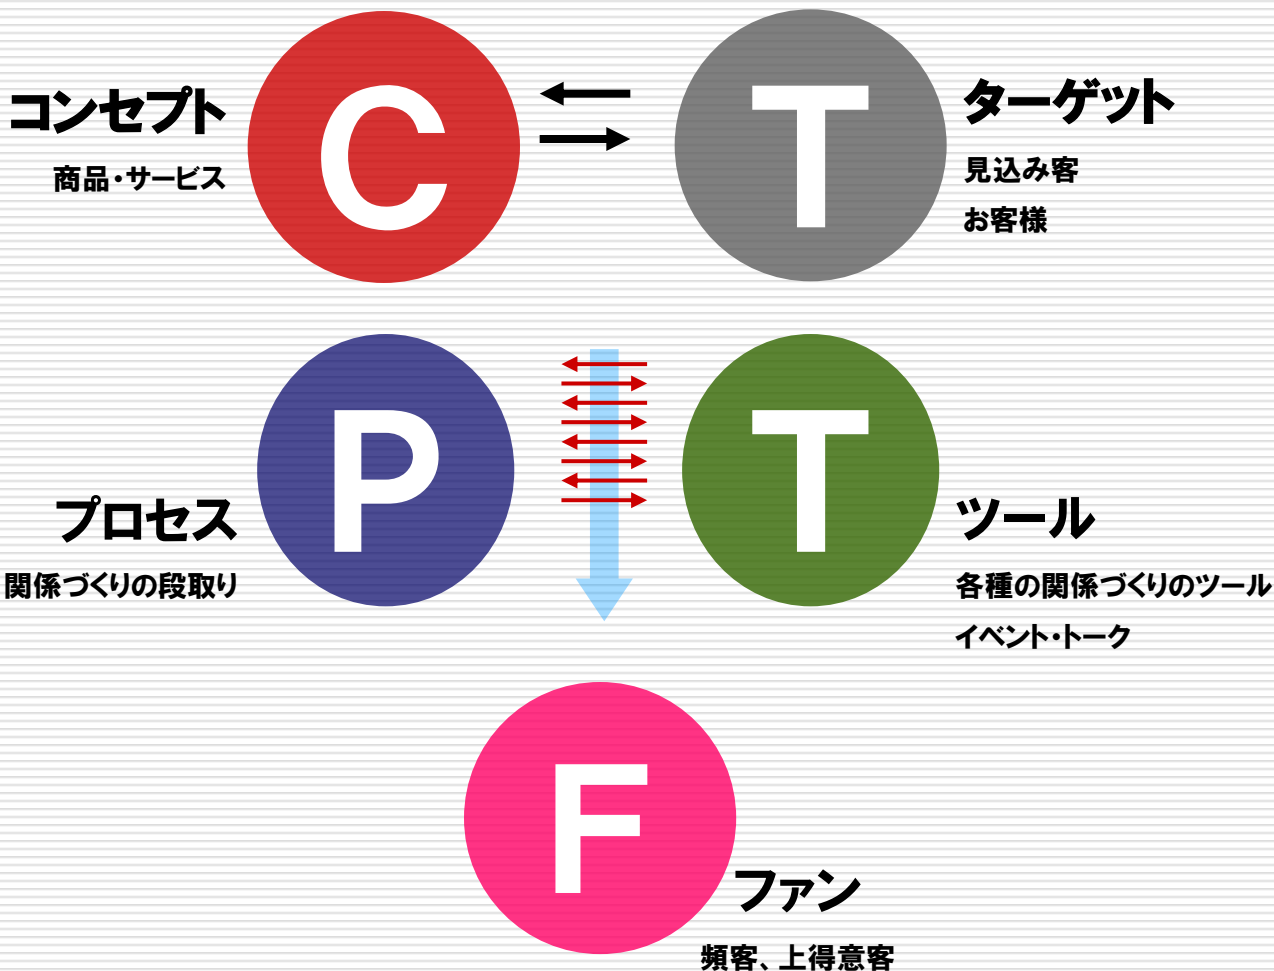 コンセプト
商品・サービス
C
T
ターゲット
見込み客
お客様
P
プロセス
関係づくりの段取り
T
ツール
各種の関係づくりのツール
イベント・トーク
F
ファン
頻客、上得意客